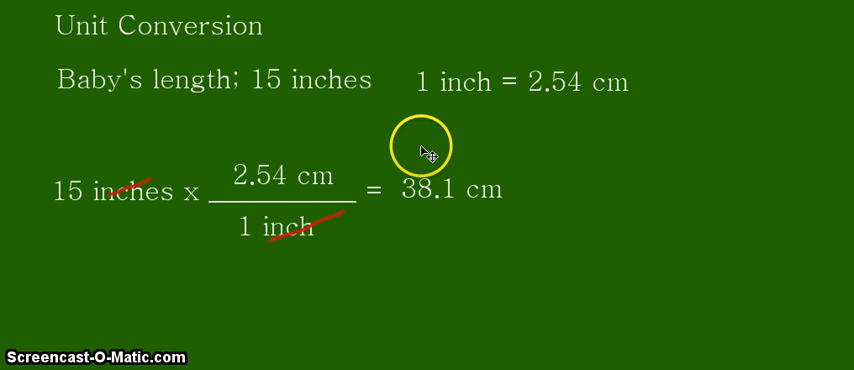 Unit Conversion
Baby's length; 15 inches 1 inch = 2.54 cm
15 inches x 2.54 cm = 38.1 cm
1 inch
Screencast-O-Matic.com